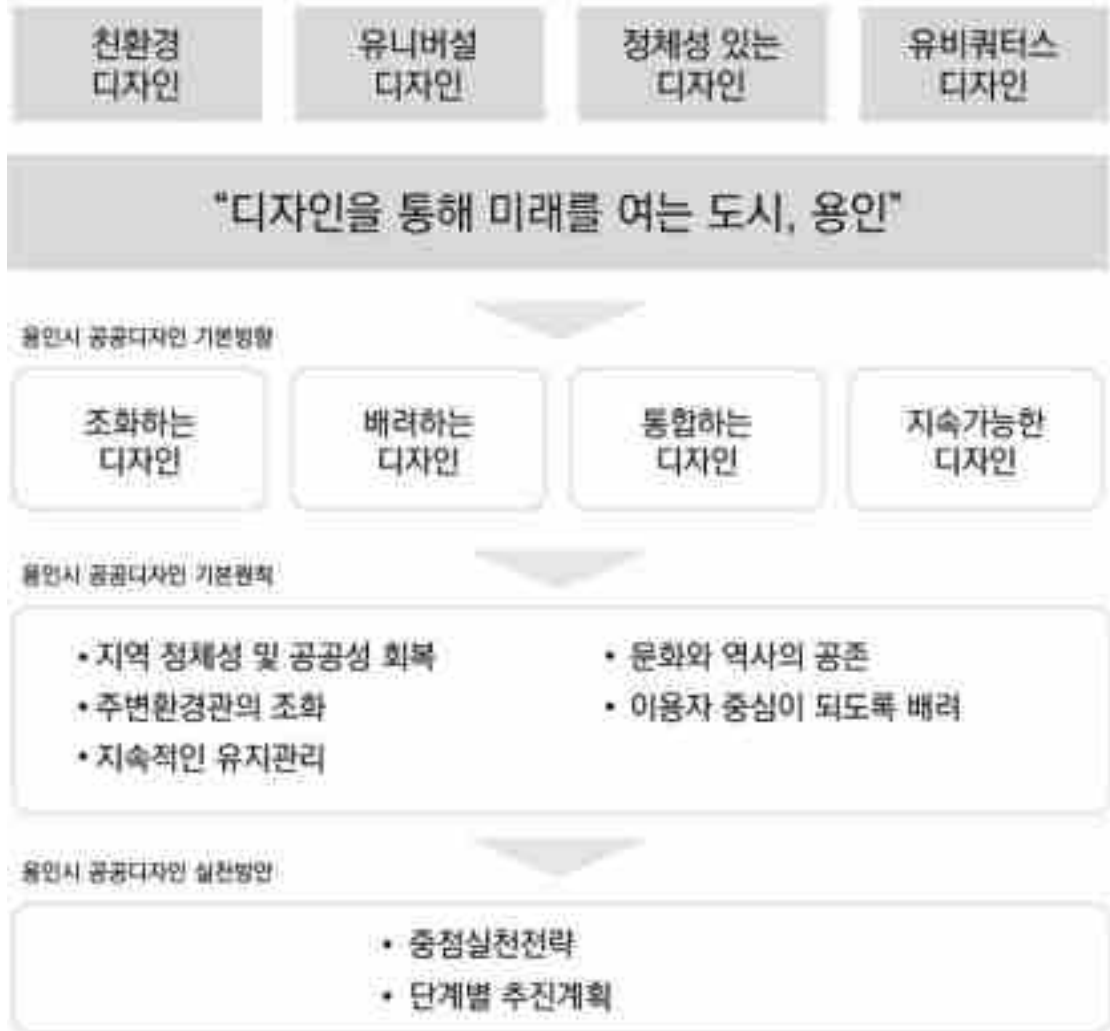 친환경
디자인
유니버설
디자인
정체성 있는
디자인
유비쿼터스
디자인
"디자인을 통해 미래를 여는 도시, 용인"
용인시 공공디자인 기본방향
조화하는
디자인
배려하는
디자인
통합하는
디자인
지속가능한
디자인
용인시 공공디자인 기본원칙
• 지역 정체성 및 공공성 회복
• 주변환경관의 조화
• 지속적인 유지관리
• 문화와 역사의 공존
• 이용자 중심이 되도록 배려
용인시 공공디자인 실천방안
• 중점실천전략
• 단계별 추진계획